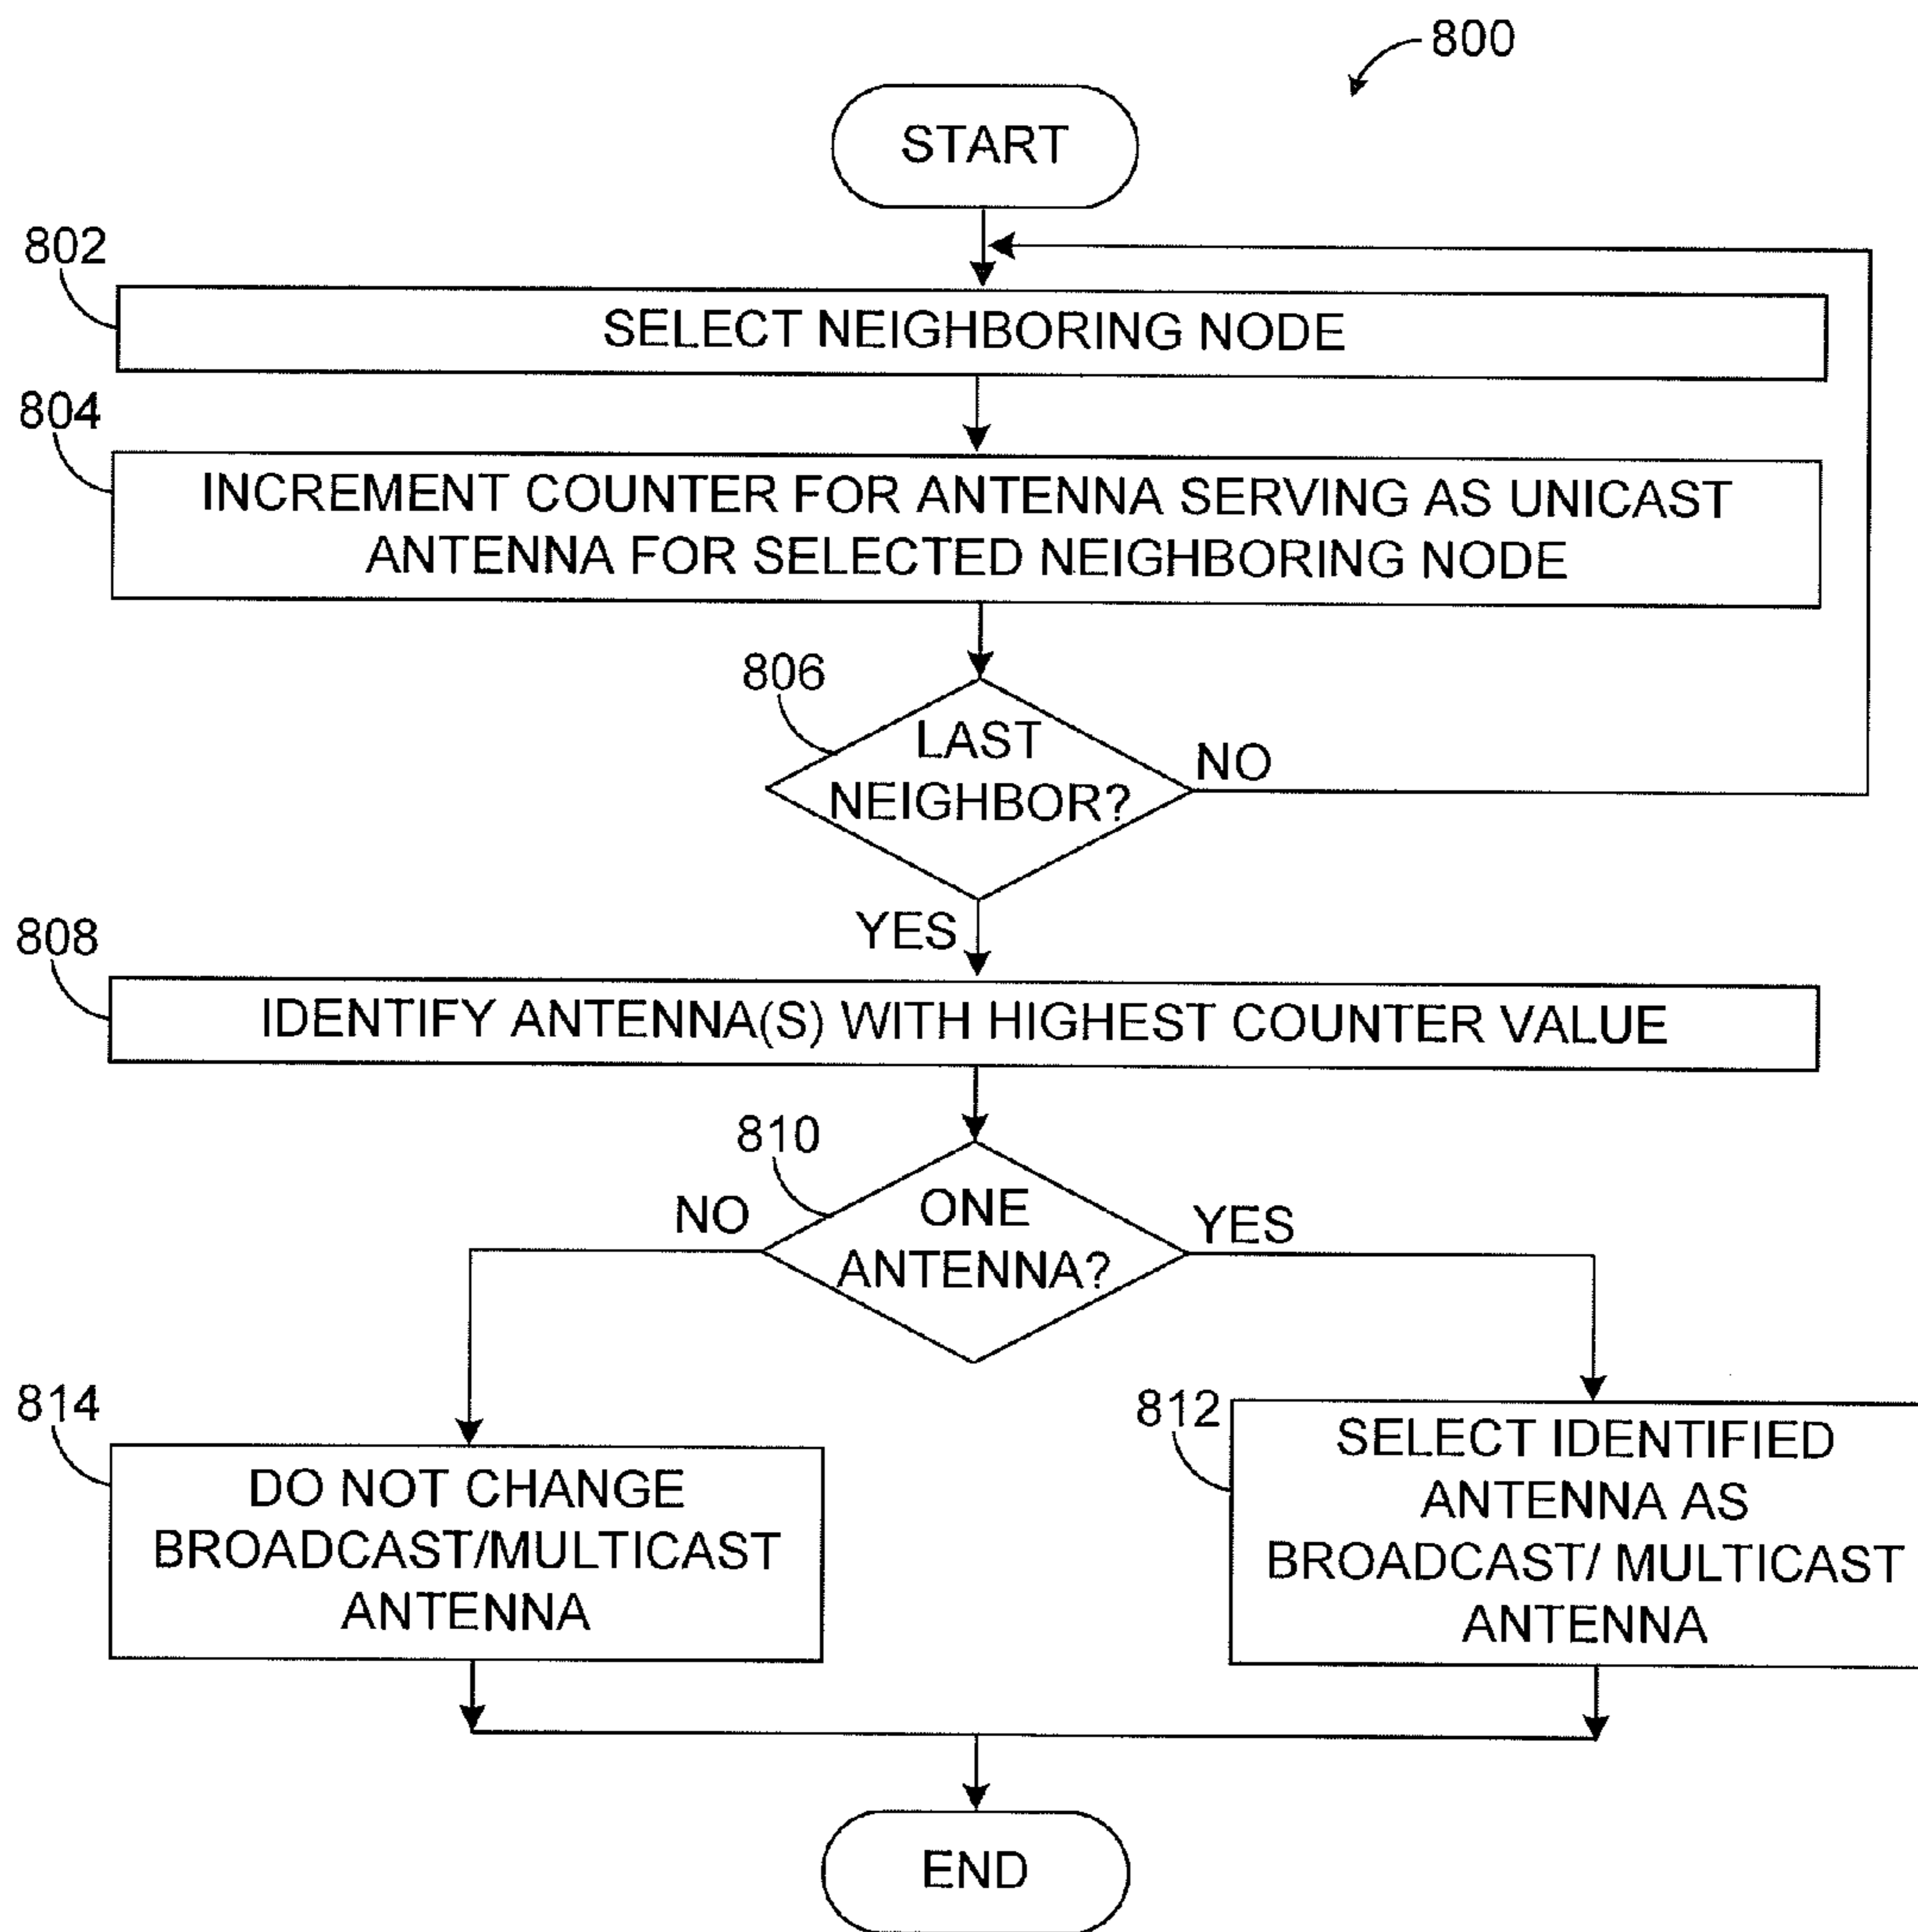 800
START
802
SELECT NEIGHBORING NODE
804
INCREMENT COUNTER FOR ANTENNA SERVING AS UNICAST
ANTENNA FOR SELECTED NEIGHBORING NODE
806
LAST
NEIGHBOR?
NO
YES
808
IDENTIFY ANTENNA(S) WITH HIGHEST COUNTER VALUE
810
ONE
ANTENNA?
NO
YES
814
DO NOT CHANGE
BROADCAST/MULTICAST
ANTENNA
812
SELECT IDENTIFIED
ANTENNA AS
BROADCAST/ MULTICAST
ANTENNA
END